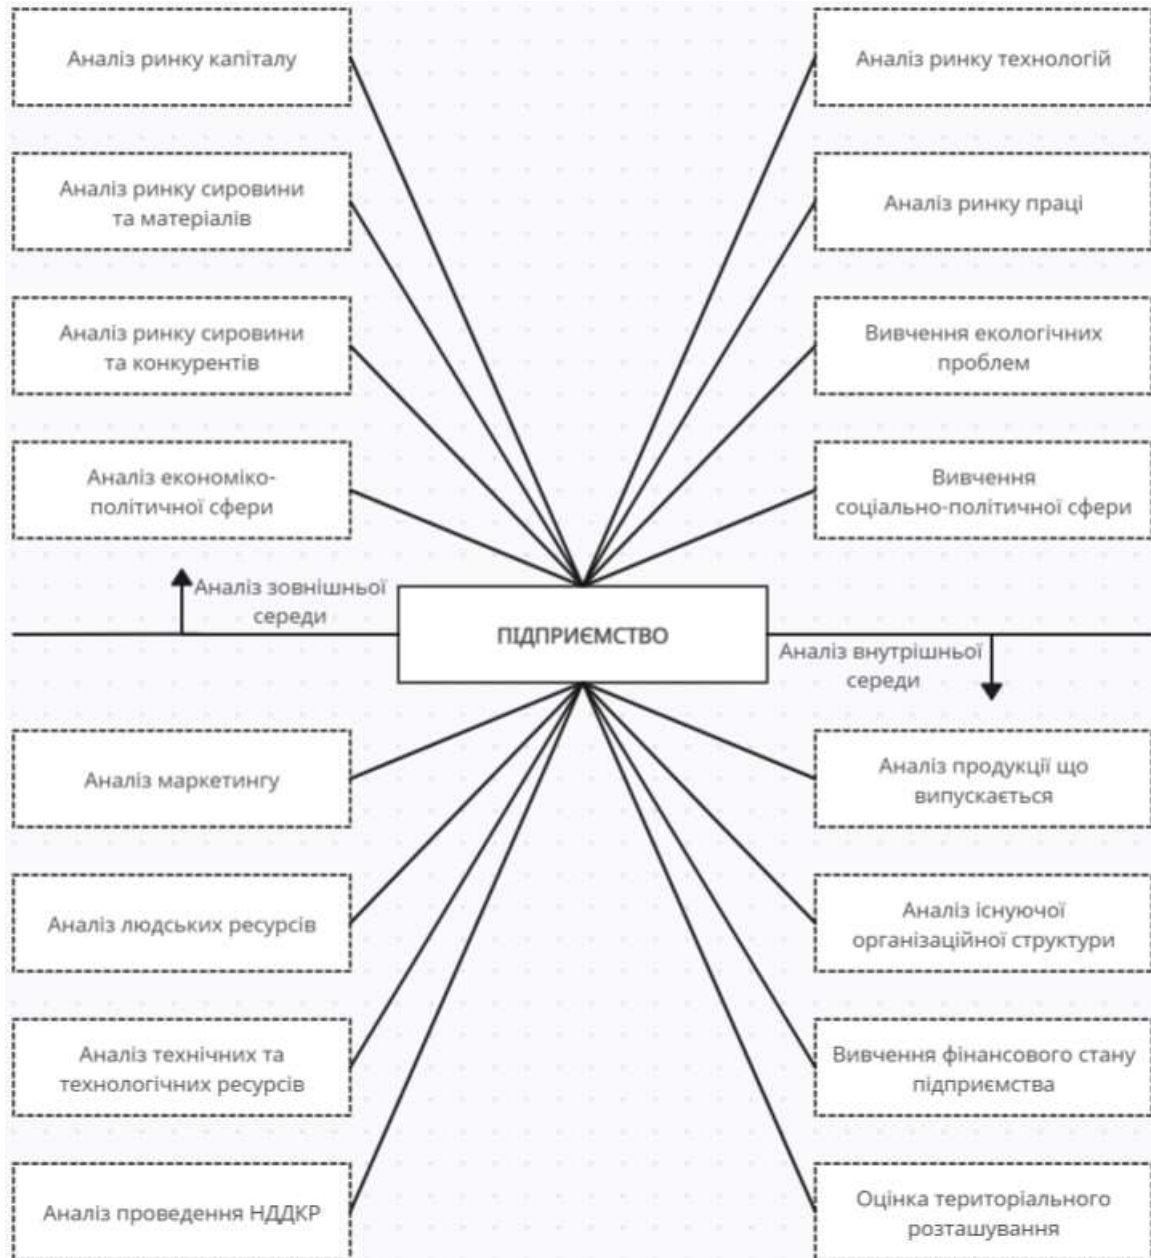 Аналіз ринку капіталу
Аналіз ринку технологій
Аналіз ринку сировини
та матеріалів
Аналіз ринку праці
Аналіз ринку сировини
та конкурентів
Вивчення екологічних
проблем
Аналіз економіко-
політичної сфери
Вивчення
соціально-політичної сфери
Аналіз зовнішньої
середи
ПІДПРИЄМСТВО
Аналіз внутрішньої
середи
Аналіз маркетингу
Аналіз продукції що
випускається
Аналіз людських ресурсів
Аналіз існуючої
організаційної структури
Аналіз технічних та
технологічних ресурсів
Вивчення фінансового стану
підприємства
Аналіз проведення НДДКР
Оцінка територіального
розташування